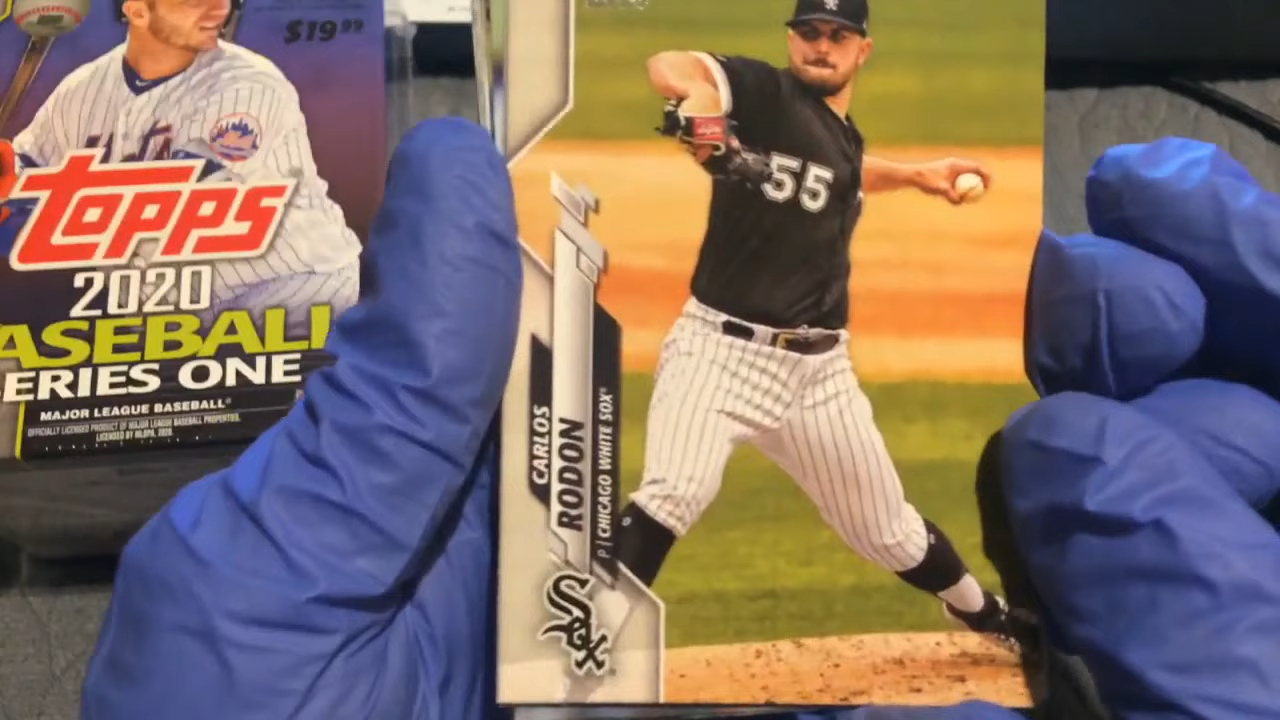 $19.99
Mets
TOPPS
2020
ASEBALL
ERIES ONE
MAJOR LEAGUE BASEBALL
OFFICIALLY LICENSED PRODUCT OF MAJOR LEAGUE BASEBALL PROPERTIES.
LICENSED BY MLBPA, 2020.
55
CARLOS
RODON
P | CHICAGO WHITE SOX
Sox